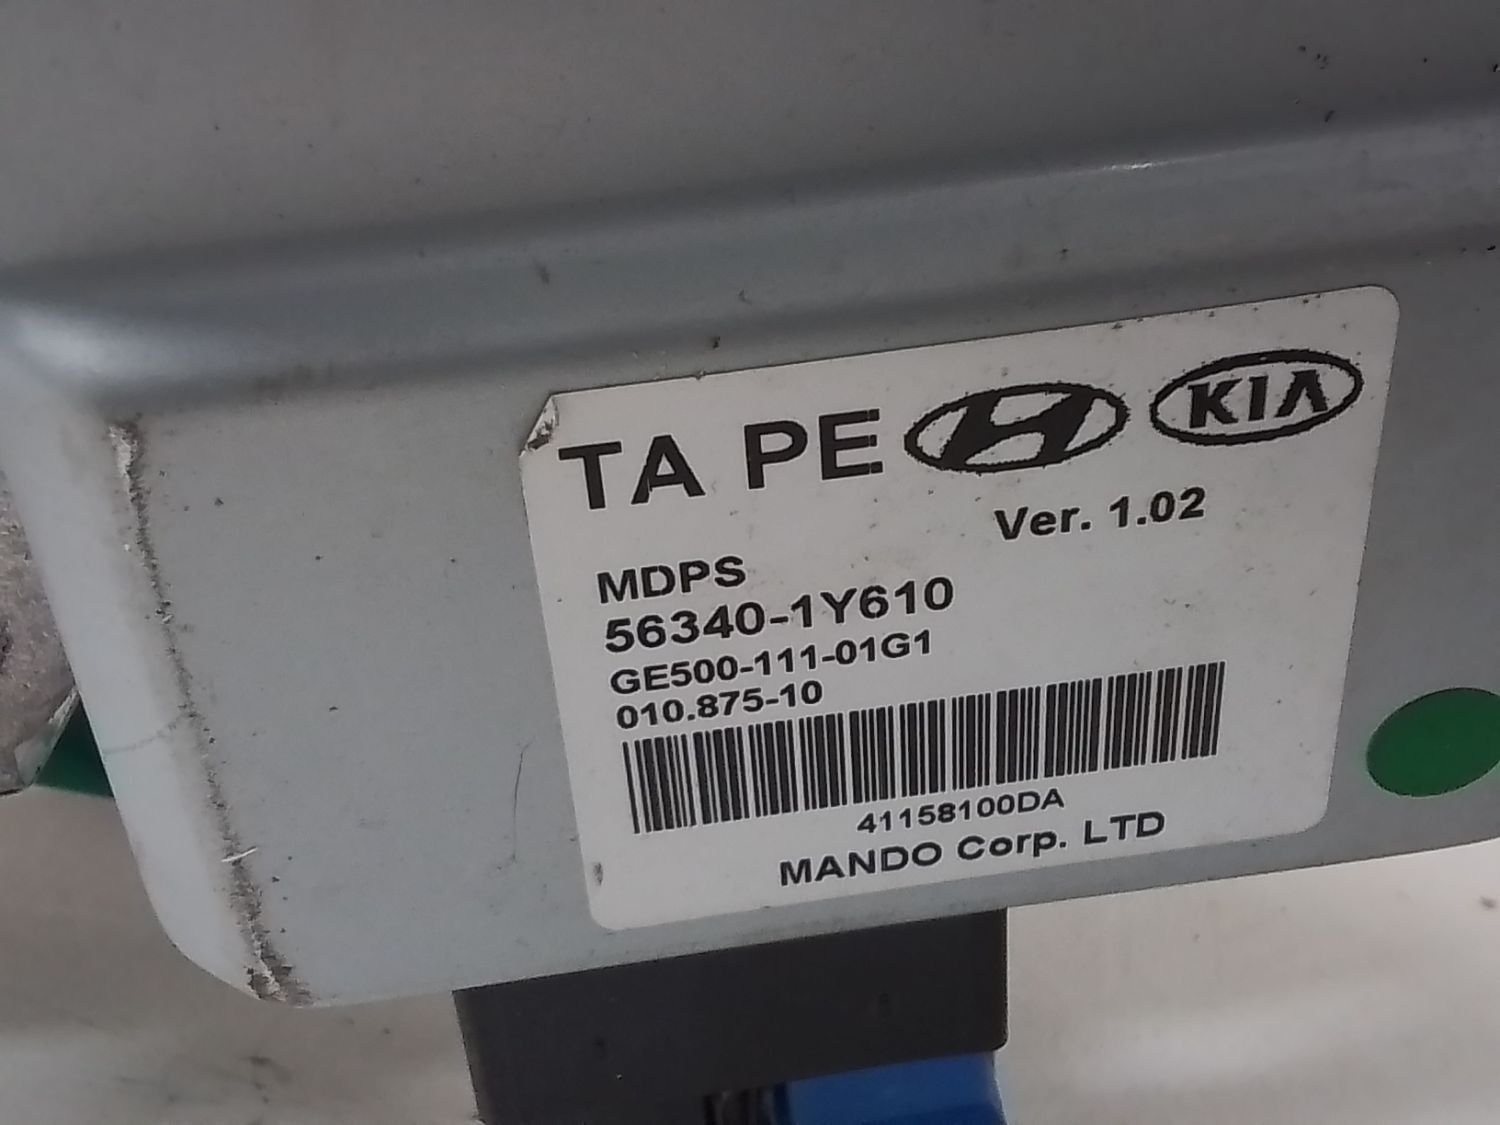 TA PE KIA
Ver. 1.02
MDPS
56340-1Y610
GE500-111-01G1
010.875-10
41158100DA
MANDO Corp. LTD